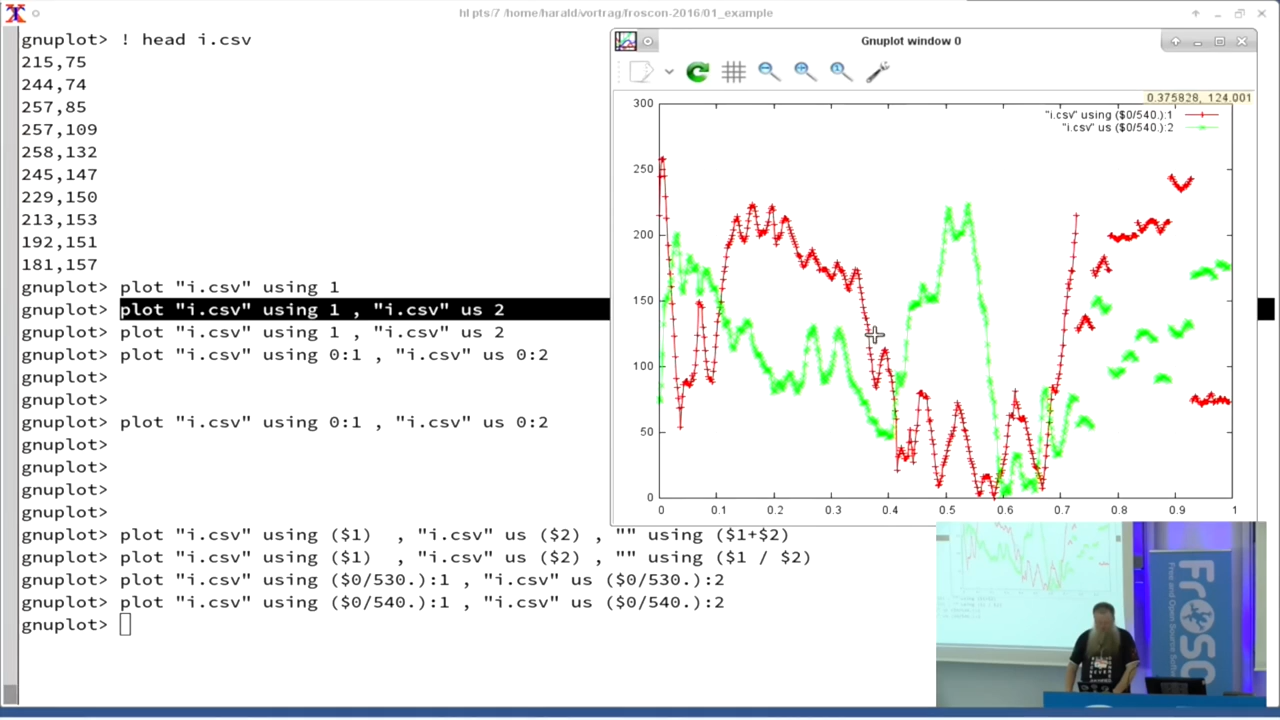 hl pts/7 /home/harald/vortrag/froscon-2016/01_example
gnuplot> ! head i.csv
215,75
244,74
257,85
257,109
258,132
245,147
229,150
213,153
192,151
181,157
gnuplot> plot "i.csv" using 1
gnuplot> plot "i.csv" using 1 , "i.csv" us 2
gnuplot> plot "i.csv" using 1 , "i.csv" us 2
gnuplot> plot "i.csv" using 0:1 , "i.csv" us 0:2
gnuplot>
gnuplot>
gnuplot> plot "i.csv" using 0:1 , "i.csv" us 0:2
gnuplot>
gnuplot>
gnuplot>
gnuplot>
gnuplot> plot "i.csv" using ($1)  , "i.csv" us ($2) , "" using ($1+$2)
gnuplot> plot "i.csv" using ($1)  , "i.csv" us ($2) , "" using ($1 / $2)
gnuplot> plot "i.csv" using ($0/530.):1 , "i.csv" us ($0/530.):2
gnuplot> plot "i.csv" using ($0/540.):1 , "i.csv" us ($0/540.):2
gnuplot>
Gnuplot window 0
0.375828, 124.001
"i.csv" using ($0/540.):1
"i.csv" us ($0/540.):2
300
250
200
150
100
50
0
0 0.1 0.2 0.3 0.4 0.5 0.6 0.7 0.8 0.9 1
FrOSC
Free and Open Source Softw